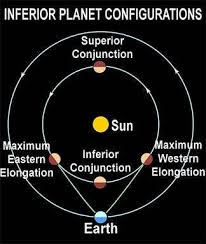 INFERIOR PLANET CONFIGURATIONS
Superior
Conjunction
Sun
Maximum
Eastern
Elongation
Inferior
Conjunction
Maximum
Western
Elongation
Earth